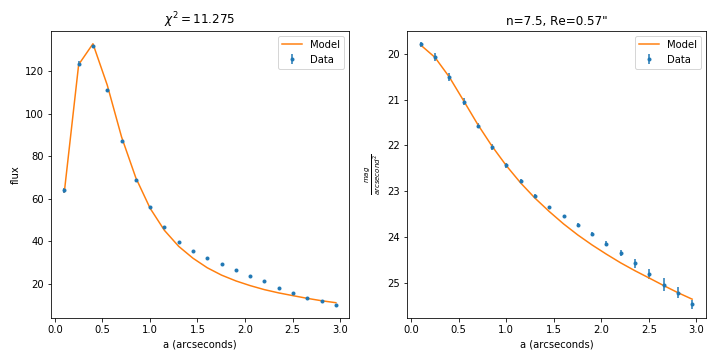 χ² = 11.275
Model
Data
flux
120
100
80
60
40
20
0.0 0.5 1.0 1.5 2.0 2.5 3.0
a (arcseconds)
n=7.5, Re=0.57"
Model
Data
mag
arcsecond²
20
21
22
23
24
25
0.0 0.5 1.0 1.5 2.0 2.5 3.0
a (arcseconds)